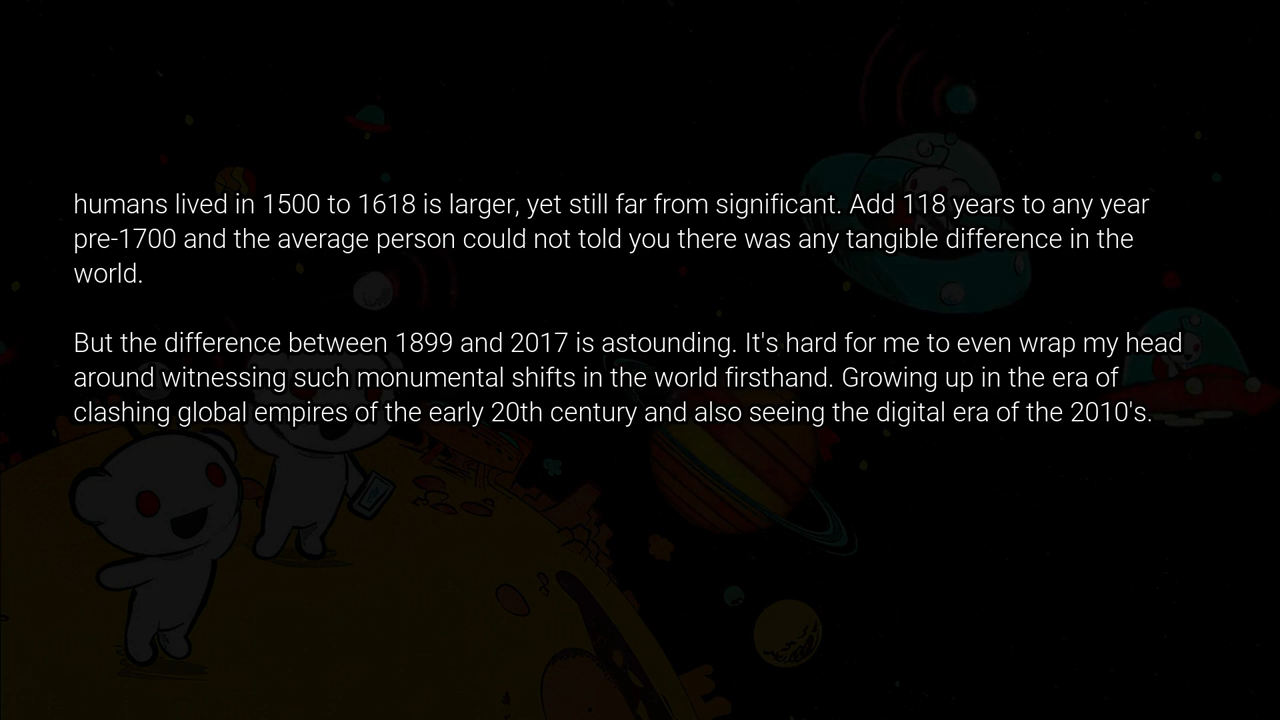 humans lived in 1500 to 1618 is larger, yet still far from significant. Add 118 years to any year
pre-1700 and the average person could not told you there was any tangible difference in the
world.
But the difference between 1899 and 2017 is astounding. It's hard for me to even wrap my head
around witnessing such monumental shifts in the world firsthand. Growing up in the era of
clashing global empires of the early 20th century and also seeing the digital era of the 2010's.